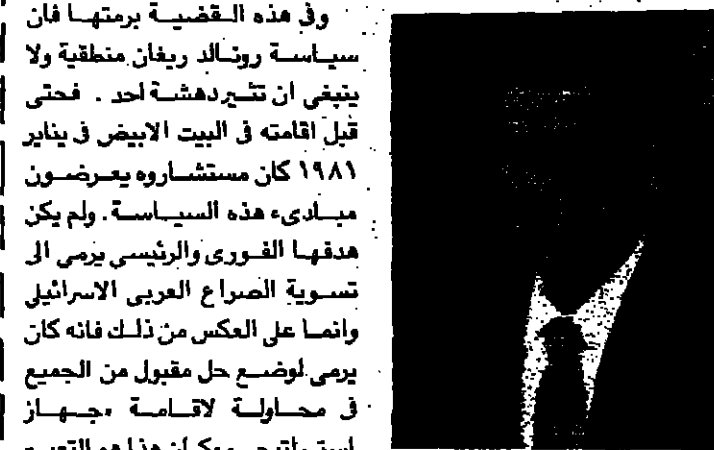 وفي هذه القضية برمتها فان
سياسة رونالد ريغان منطقية ولا
ينبغي ان تثير دهشة احد . فحتى
قبل اقامته في البيت الابيض في يناير
١٩٨١ كان مستشاروه يعرضون
مبادىء هذه السياسة . ولم يكن
هدفها الفورى والرئيسي يرمي الى
تسوية الصراع العربي الاسرائيلي
وانما على العكس من ذلك فانه كان
يرمي لوضع حل مقبول من الجميع
في محاولة لاقامة «جهاز
هذا هو